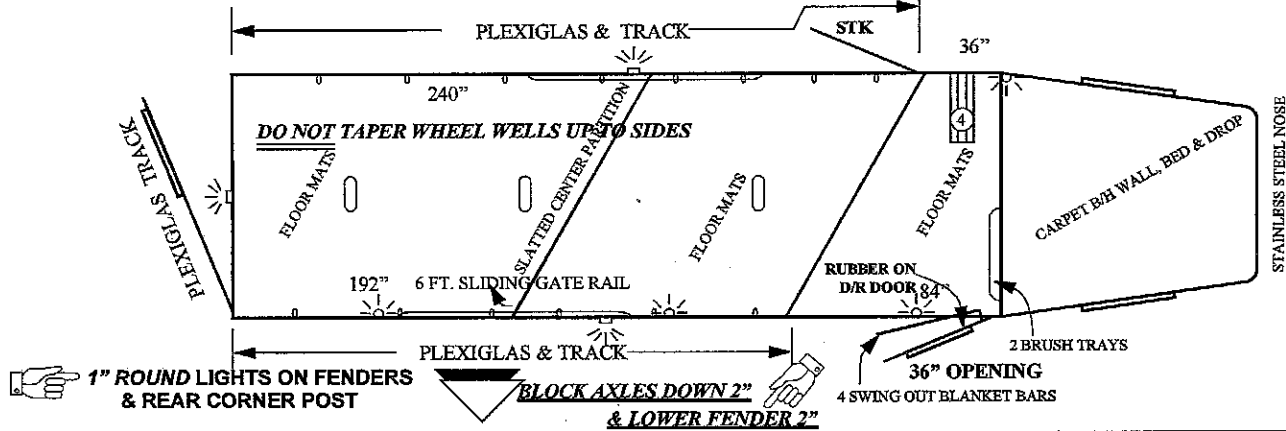 PLEXIGLAS & TRACK
STK
36”
240”
DO NOT TAPER WHEEL WELLS UP TO SIDES
4
PLEXIGLAS TRACK
FLOOR MATS
SLATTED CENTER PARTITION
FLOOR MATS
FLOOR MATS
CARPET B/H WALL, BED & DROP
STAINLESS STEEL NOSE
192”
6 FT. SLIDING GATE RAIL
RUBBER ON
D/R DOOR
84”
PLEXIGLAS & TRACK
2 BRUSH TRAYS
36” OPENING
4 SWING OUT BLANKET BARS
1” ROUND LIGHTS ON FENDERS
& REAR CORNER POST
BLOCK AXLES DOWN 2”
& LOWER FENDER 2”